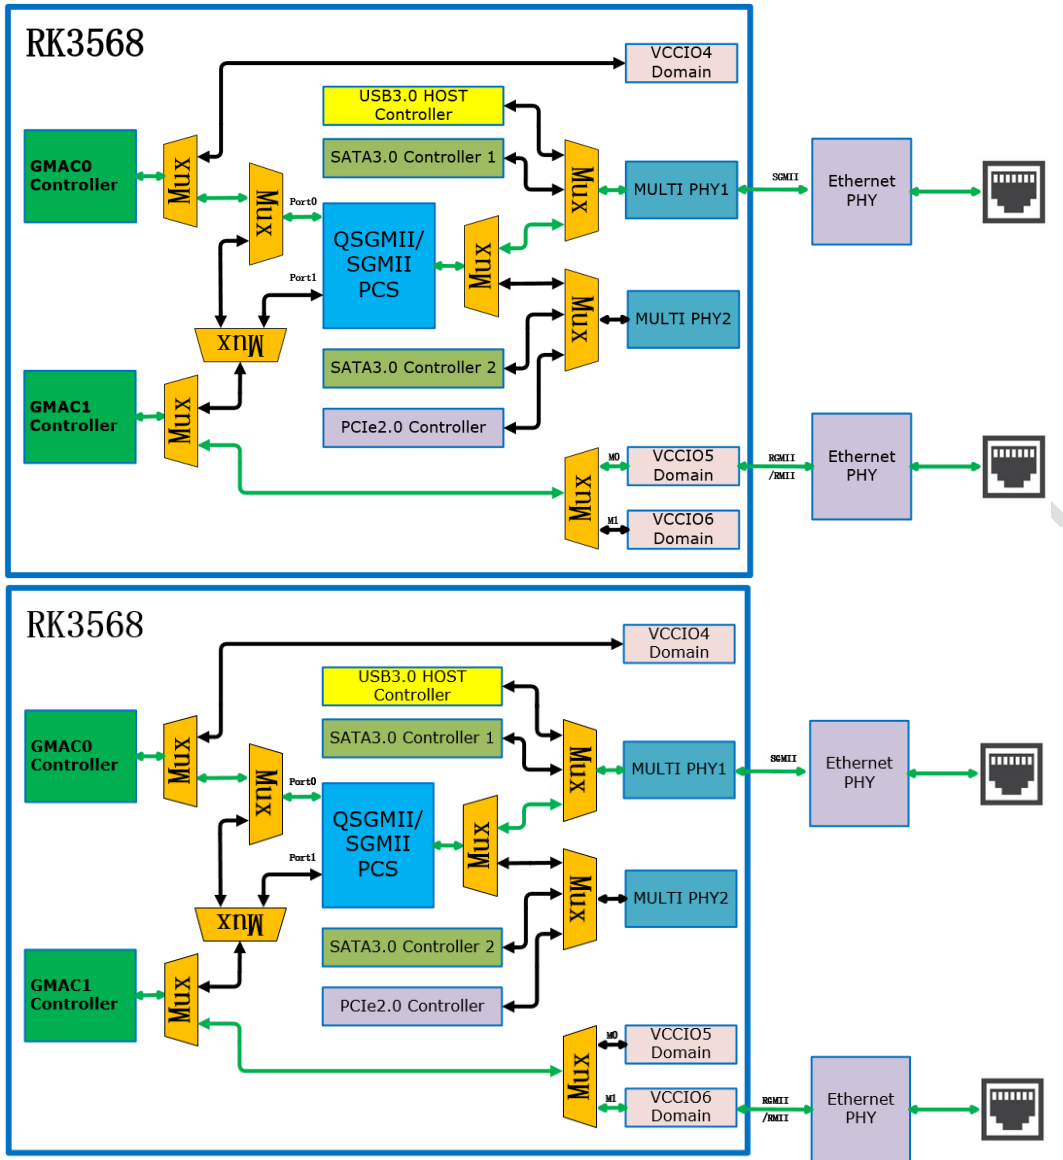 RK3568
VCCIO4
Domain
USB3.0 HOST
Controller
GMAC0
Controller
Mux
Mux
SATA3.0 Controller 1
Mux
MULTI PHY1
SGMII
Ethernet
PHY
Port0
QSGMII/
SGMII
PCS
Mux
Port1
Mux
Mux
MULTI PHY2
SATA3.0 Controller 2
GMAC1
Controller
Mux
PCIe2.0 Controller
Mux
M0
VCCIO5
Domain
RGMII
/RMII
Ethernet
PHY
M1
VCCIO6
Domain
RK3568
VCCIO4
Domain
USB3.0 HOST
Controller
GMAC0
Controller
Mux
Mux
SATA3.0 Controller 1
Mux
MULTI PHY1
SGMII
Ethernet
PHY
Port0
QSGMII/
SGMII
PCS
Mux
Port1
Mux
Mux
MULTI PHY2
SATA3.0 Controller 2
GMAC1
Controller
Mux
PCIe2.0 Controller
Mux
M0
VCCIO5
Domain
M1
VCCIO6
Domain
RGMII
/RMII
Ethernet
PHY